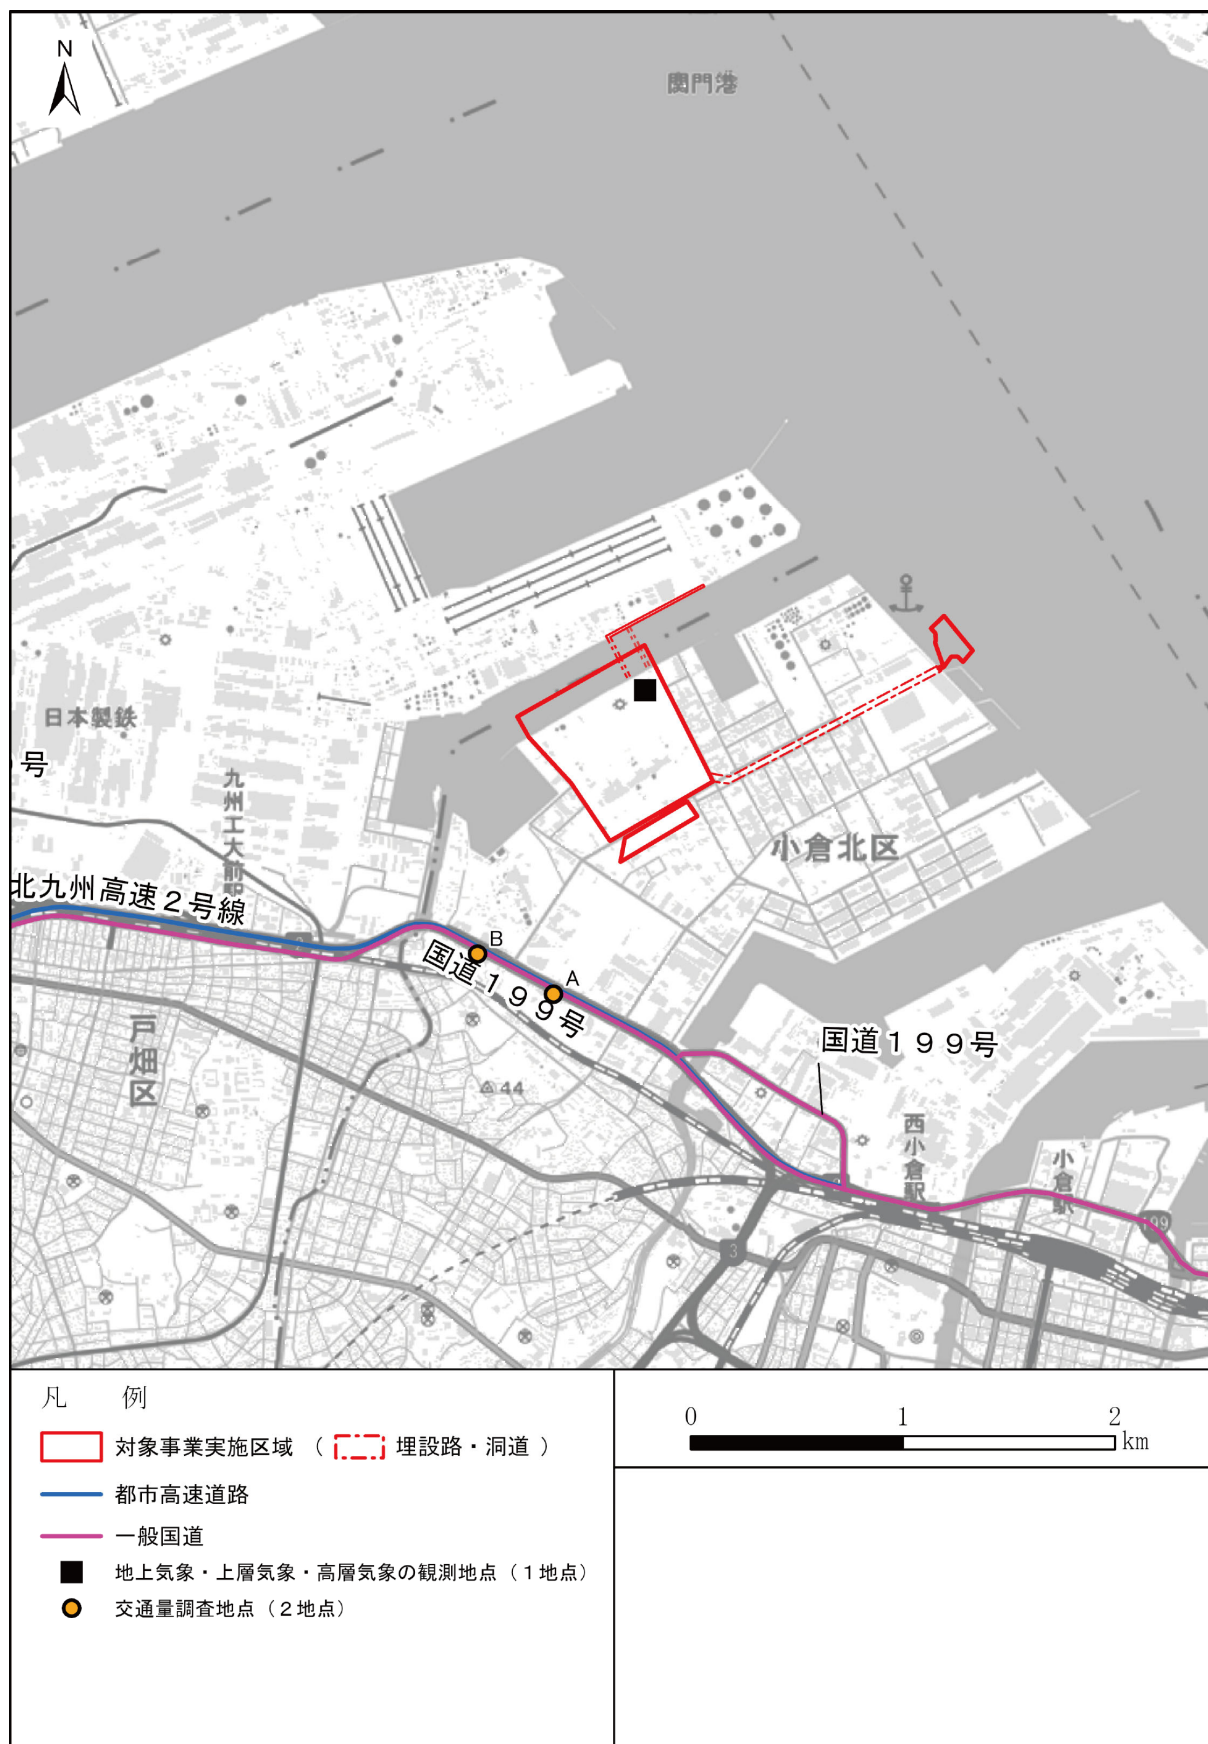 N
関門港
日本製鉄
号
九州工大前駅
北九州高速２号線
小倉北区
B
A
国道１９９号
国道１９９号
戸畑区
44
西小倉駅
小倉駅
199
3
凡　例
対象事業実施区域 （ 埋設路・洞道 ）
都市高速道路
一般国道
地上気象・上層気象・高層気象の観測地点（１地点）
交通量調査地点（２地点）
0 1 2
km